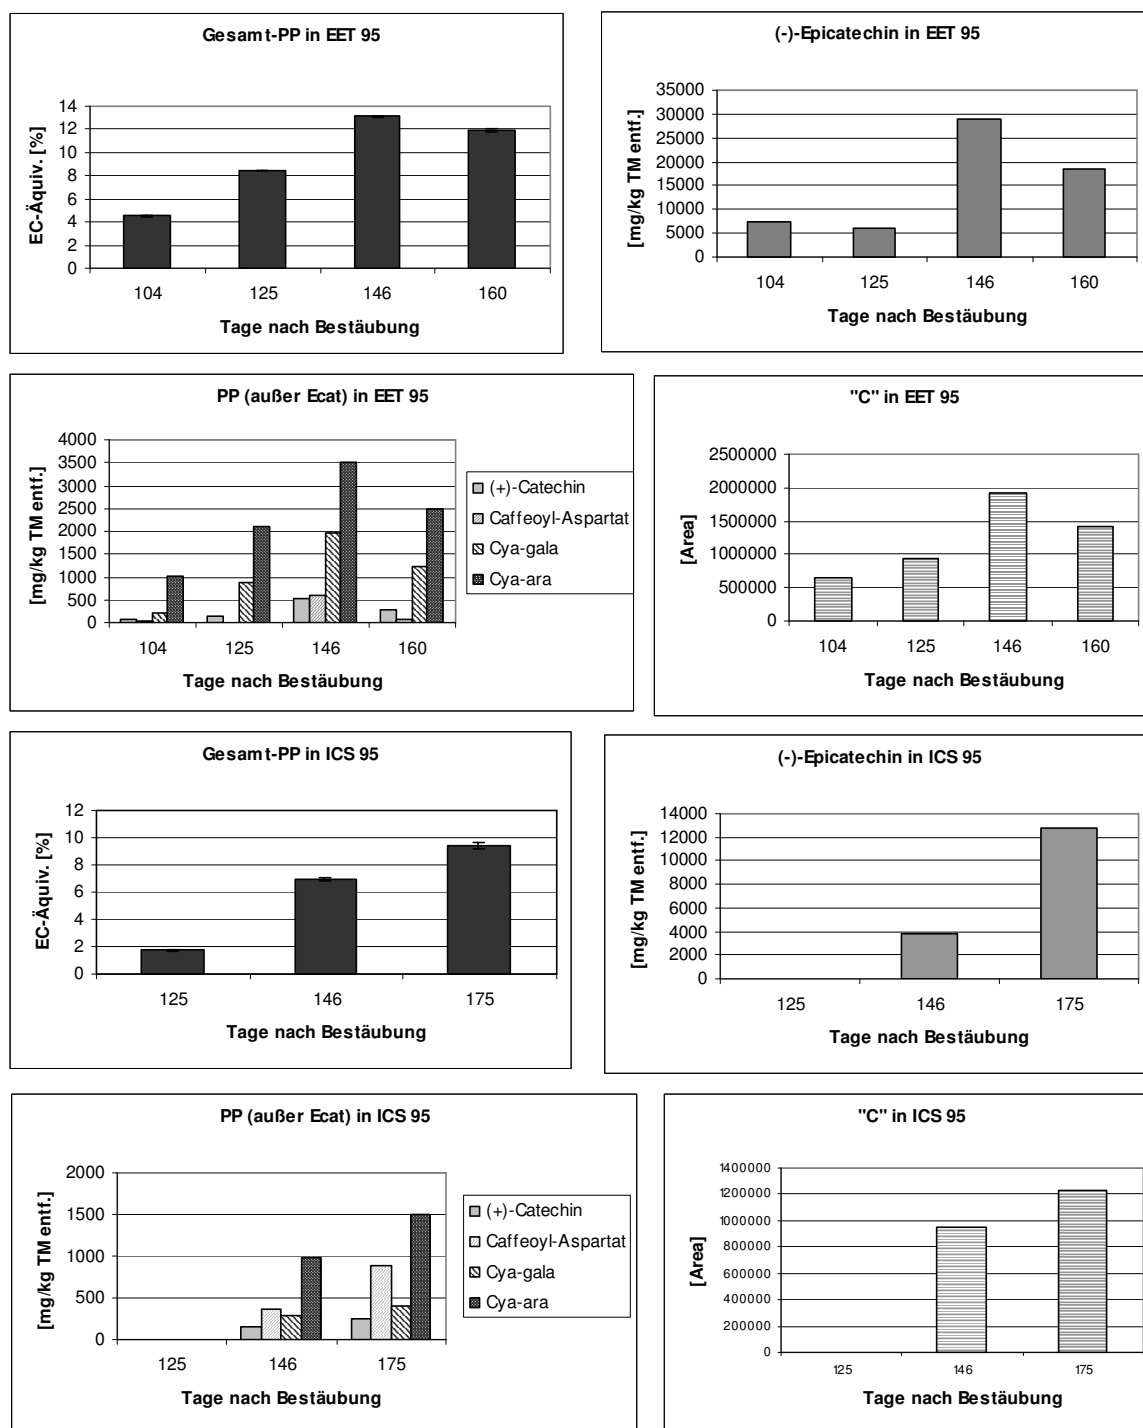 Gesamt-PP in EET 95
EC-Äquiv. [%]
14
12
10
8
6
4
2
0
104 125 146 160
Tage nach Bestäubung
(-)-Epicatechin in EET 95
[mg/kg TM entf.]
35000
30000
25000
20000
15000
10000
5000
0
104 125 146 160
Tage nach Bestäubung
PP (außer Ecat) in EET 95
[mg/kg TM entf.]
4000
3500
3000
2500
2000
1500
1000
500
0
104 125 146 160
Tage nach Bestäubung
(+)-Catechin
Caffeoyl-Aspartat
Cya-gala
Cya-ara
"C" in EET 95
[Area]
2500000
2000000
1500000
1000000
500000
0
104 125 146 160
Tage nach Bestäubung
Gesamt-PP in ICS 95
EC-Äquiv. [%]
12
10
8
6
4
2
0
125 146 175
Tage nach Bestäubung
(-)-Epicatechin in ICS 95
[mg/kg TM entf.]
14000
12000
10000
8000
6000
4000
2000
0
125 146 175
Tage nach Bestäubung
PP (außer Ecat) in ICS 95
[mg/kg TM entf.]
2000
1500
1000
500
0
125 146 175
Tage nach Bestäubung
(+)-Catechin
Caffeoyl-Aspartat
Cya-gala
Cya-ara
"C" in ICS 95
[Area]
1400000
1200000
1000000
800000
600000
400000
200000
0
125 146 175
Tage nach Bestäubung